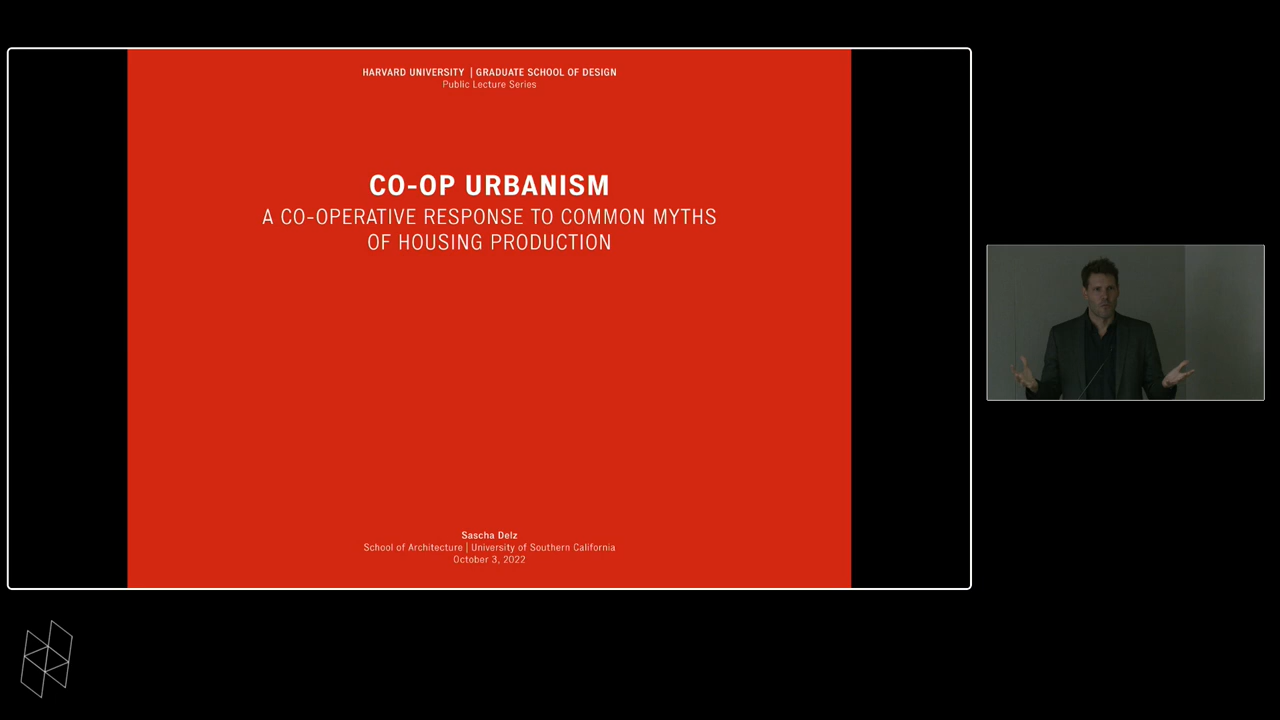 HARVARD UNIVERSITY | GRADUATE SCHOOL OF DESIGN
Public Lecture Series
CO-OP URBANISM
A CO-OPERATIVE RESPONSE TO COMMON MYTHS
OF HOUSING PRODUCTION
Sascha Delz
School of Architecture | University of Southern California
October 3, 2022